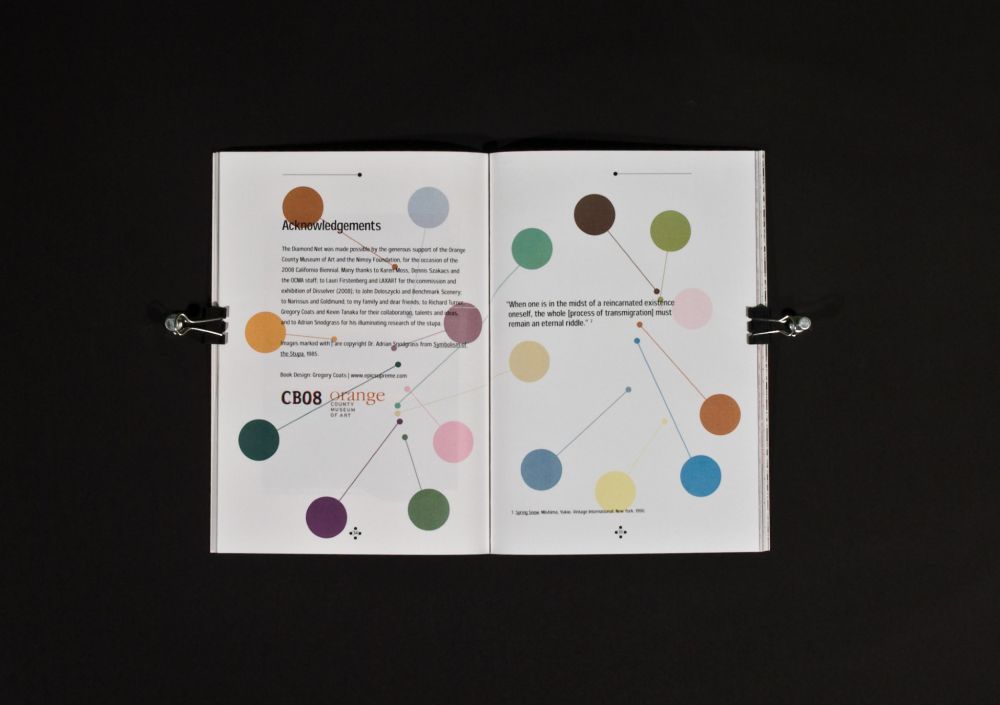 Acknowledgements
The Diamond Net was made possible by the generous support of the Orange
County Museum of Art and the Nimoy Foundation, for the occasion of the
2008 California Biennial. Many thanks to Karen Moss, Dennis Szakacs and
the OCMA staff; to Lauri Firstenberg and LAXART for the commission and
exhibition of Dissolver (2008); to John Doloszycki and Benchmark Scenery;
to Narissus and Goldmund; to my family and dear friends; to Richard Turner,
Gregory Coats and Kevin Tanaka for their collaboration, talents and ideas,
and to Adrian Snodgrass for his illuminating research of the stupa.
Images marked with are copyright Dr. Adrian Snodgrass from Symbolism of
the Stupa, 1985.
Book Design: Gregory Coats | www.epicsupreme.com
CB08 orange
COUNTY
MUSEUM
OF ART
"When one is in the midst of a reincarnated existence
oneself, the whole [process of transmigration] must
remain an eternal riddle."
Spring Snow, Mishima, Yukio. Vintage International: New York. 1990.